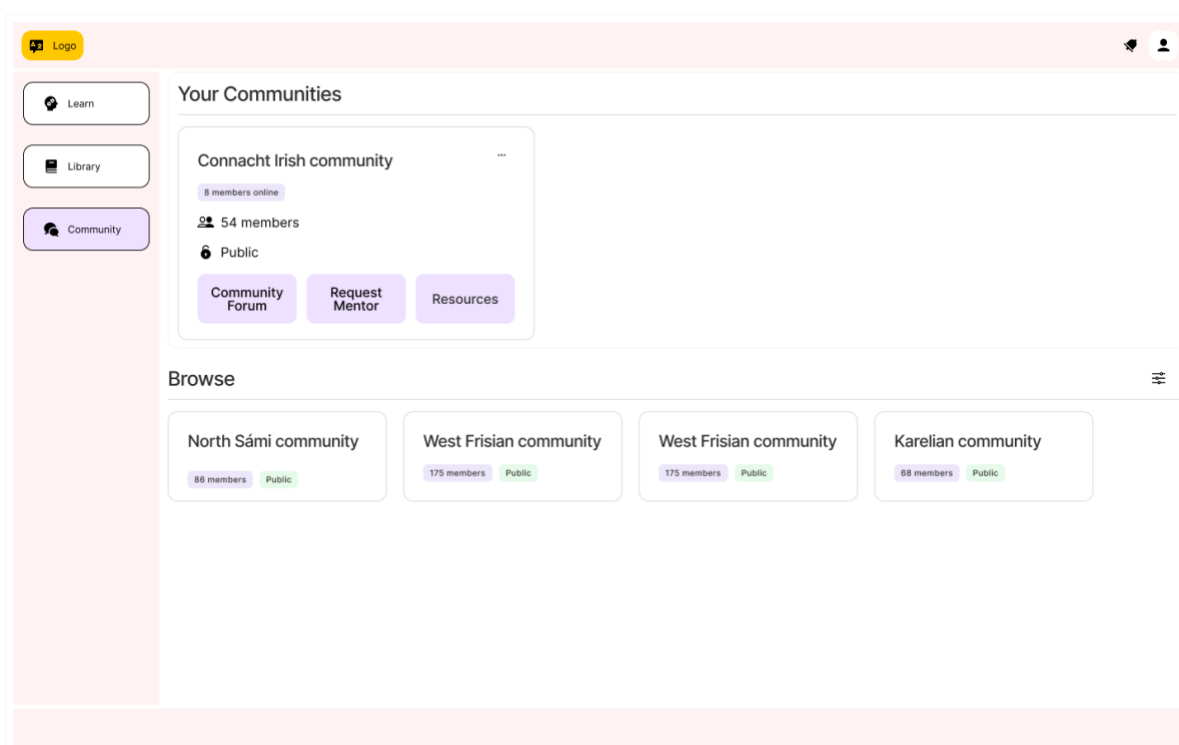 Logo
Learn
Library
Community
Your Communities
Connacht Irish community
...
8 members online
54 members
Public
Community
Forum
Request
Mentor
Resources
Browse
North Sámi community
86 members Public
West Frisian community
175 members Public
West Frisian community
175 members Public
Karelian community
68 members Public